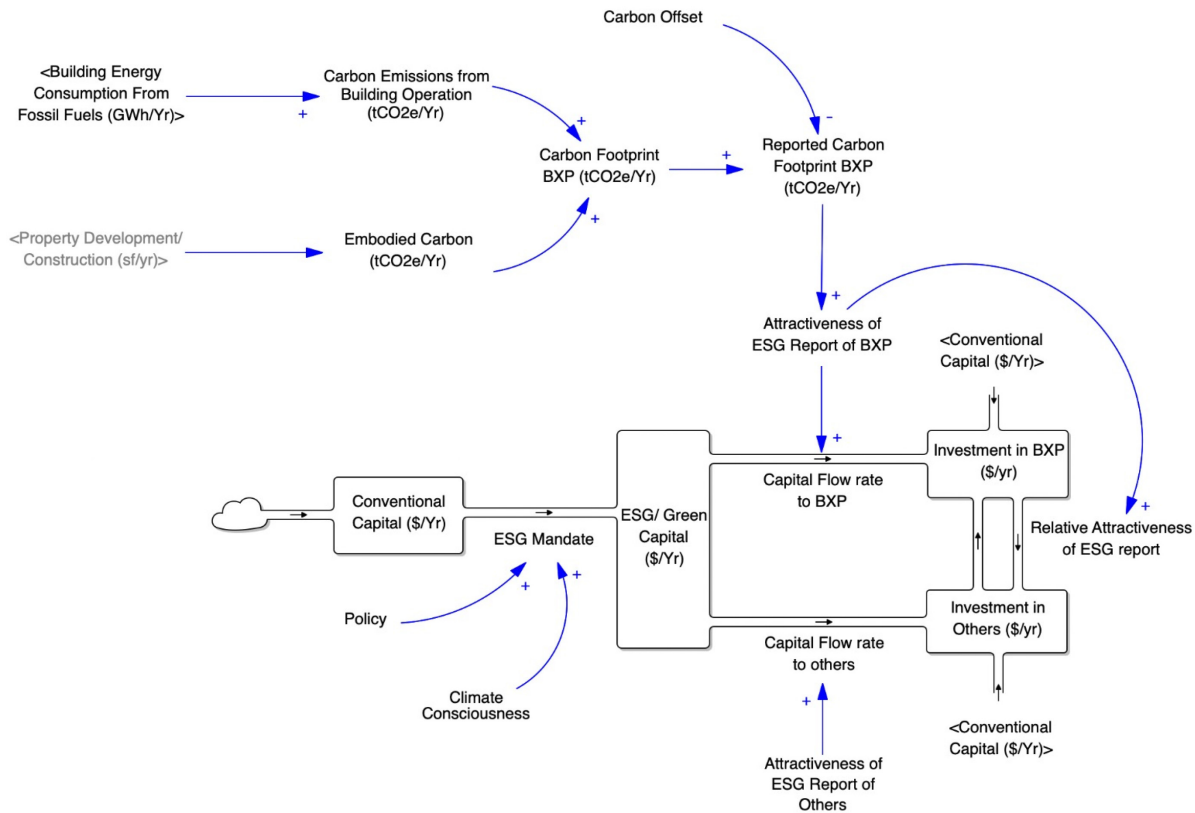 Carbon Offset
<Building Energy
Consumption From
Fossil Fuels (GWh/Yr)>
+
Carbon Emissions from
Building Operation
(tCO2e/Yr)
+
Carbon Footprint
BXP (tCO2e/Yr)
+
-
Reported Carbon
Footprint BXP
(tCO2e/Yr)
<Property Development/
Construction (sf/yr)>
Embodied Carbon
(tCO2e/Yr)
+
+
Attractiveness of
ESG Report of BXP
<Conventional
Capital ($/Yr)>
+
Conventional
Capital ($/Yr)
ESG Mandate
ESG/ Green
Capital
($/Yr)
Capital Flow rate
to BXP
Investment in BXP
($/yr)
+
Relative Attractiveness
of ESG report
Policy
+
+
Climate
Consciousness
Capital Flow rate
to others
Investment in
Others ($/yr)
+
Attractiveness of
ESG Report of
Others
<Conventional
Capital ($/Yr)>